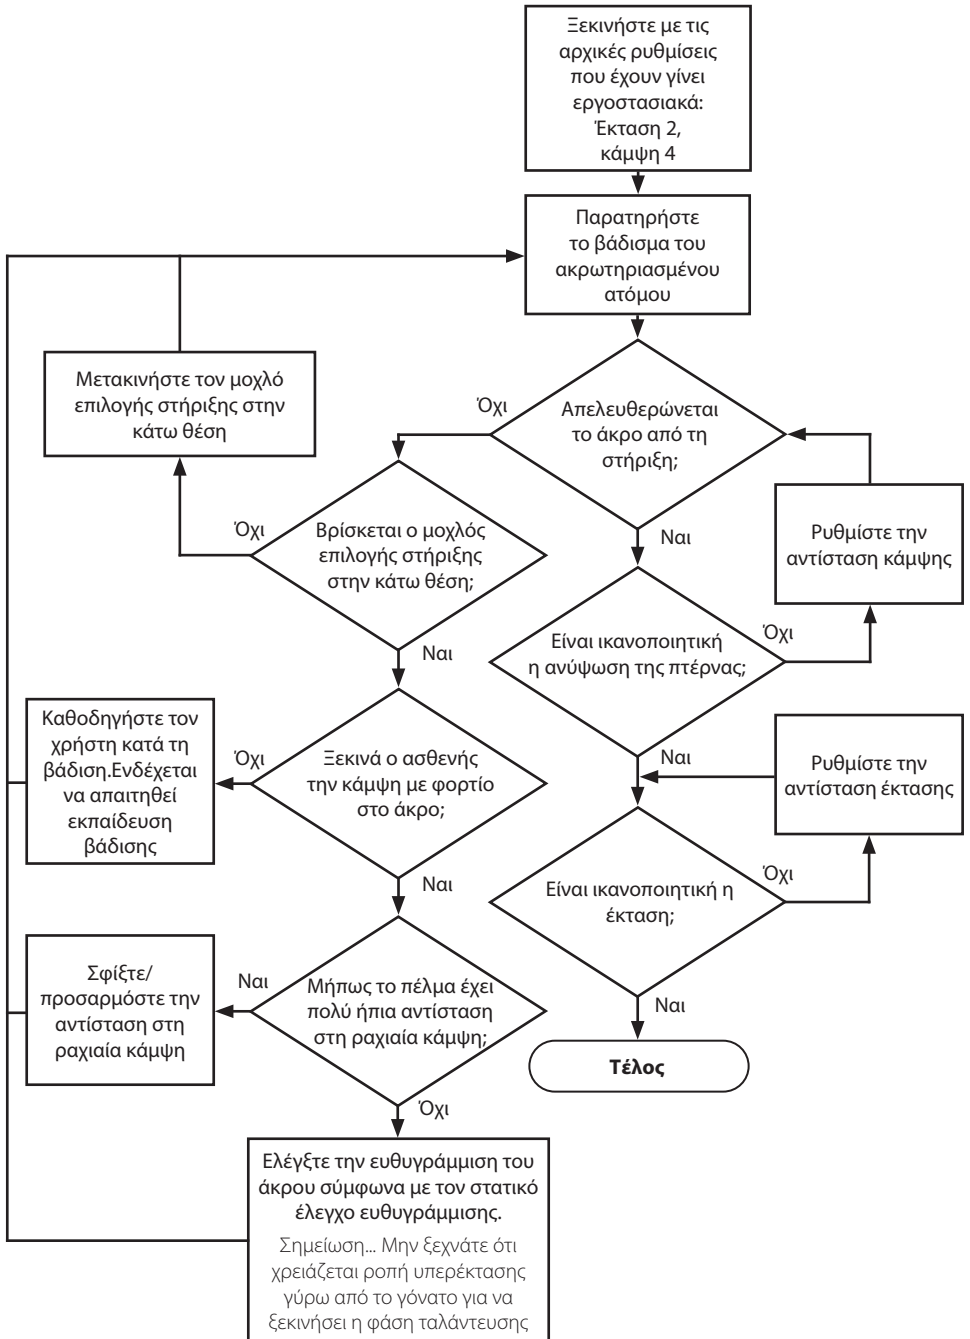 Ξεκινήστε με τις
αρχικές ρυθμίσεις
που έχουν γίνει
εργοστασιακά:
Έκταση 2,
κάμψη 4
Παρατηρήστε
το βάδισμα του
ακρωτηριασμένου
ατόμου
Μετακινήστε τον μοχλό
επιλογής στήριξης στην
κάτω θέση
Όχι
Απελευθερώνεται
το άκρο από τη
στήριξη;
Όχι
Βρίσκεται ο μοχλός
επιλογής στήριξης
στην κάτω θέση;
Ναι
Ρυθμίστε την
αντίσταση κάμψης
Ναι
Είναι ικανοποιητική
η ανύψωση της πτέρνας;
Όχι
Καθοδηγήστε τον
χρήστη κατά τη
βάδιση.Ενδέχεται
να απαιτηθεί
εκπαίδευση
βάδισης
Όχι
Ξεκινά ο ασθενής
την κάμψη με φορτίο
στο άκρο;
Ναι
Ρυθμίστε την
αντίσταση έκτασης
Ναι
Είναι ικανοποιητική η
έκταση;
Όχι
Σφίξτε/
προσαρμόστε την
αντίσταση στη
ραχιαία κάμψη
Ναι
Μήπως το πέλμα έχει
πολύ ήπια αντίσταση
στη ραχιαία κάμψη;
Ναι
Τέλος
Όχι
Ελέγξτε την ευθυγράμμιση του
άκρου σύμφωνα με τον στατικό
έλεγχο ευθυγράμμισης.
Σημείωση... Μην ξεχνάτε ότι
χρειάζεται ροπή υπερέκτασης
γύρω από το γόνατο για να
ξεκινήσει η φάση ταλάντευσης